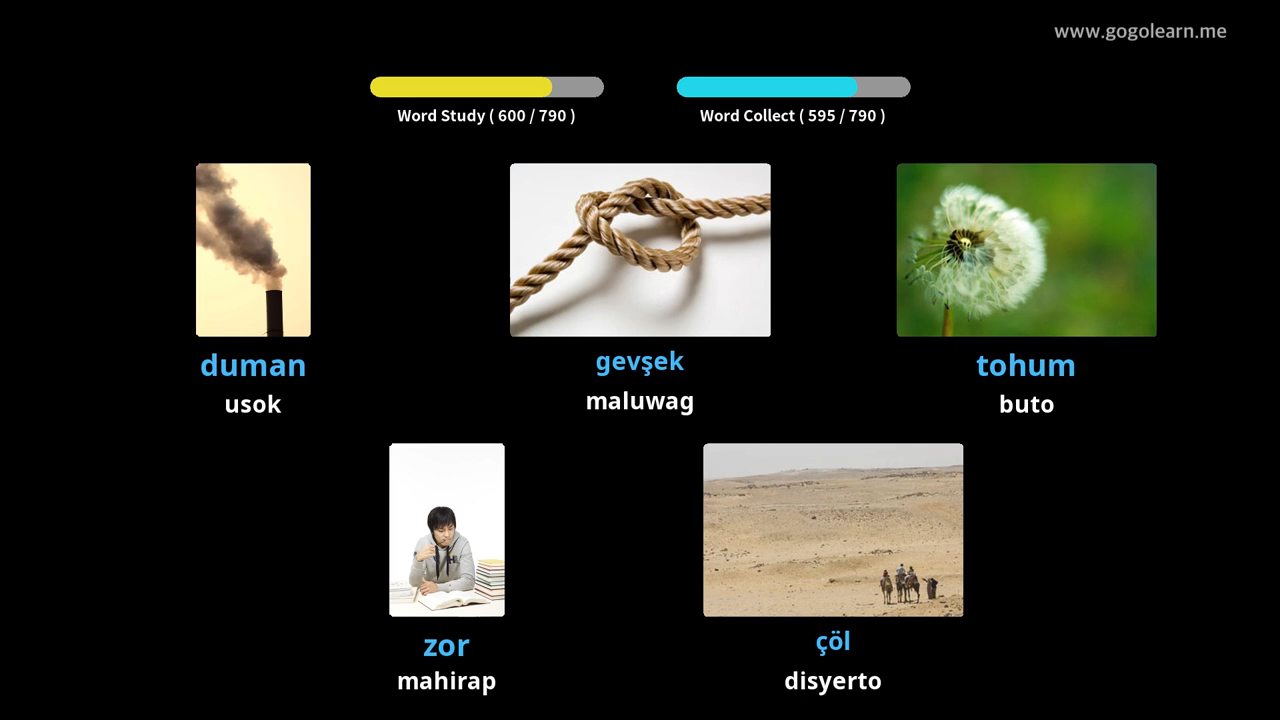 www.gogolearn.me
Word Study ( 600 / 790 )
Word Collect ( 595 / 790 )
duman
usok
gevşek
maluwag
tohum
buto
zor
mahirap
çöl
disyerto